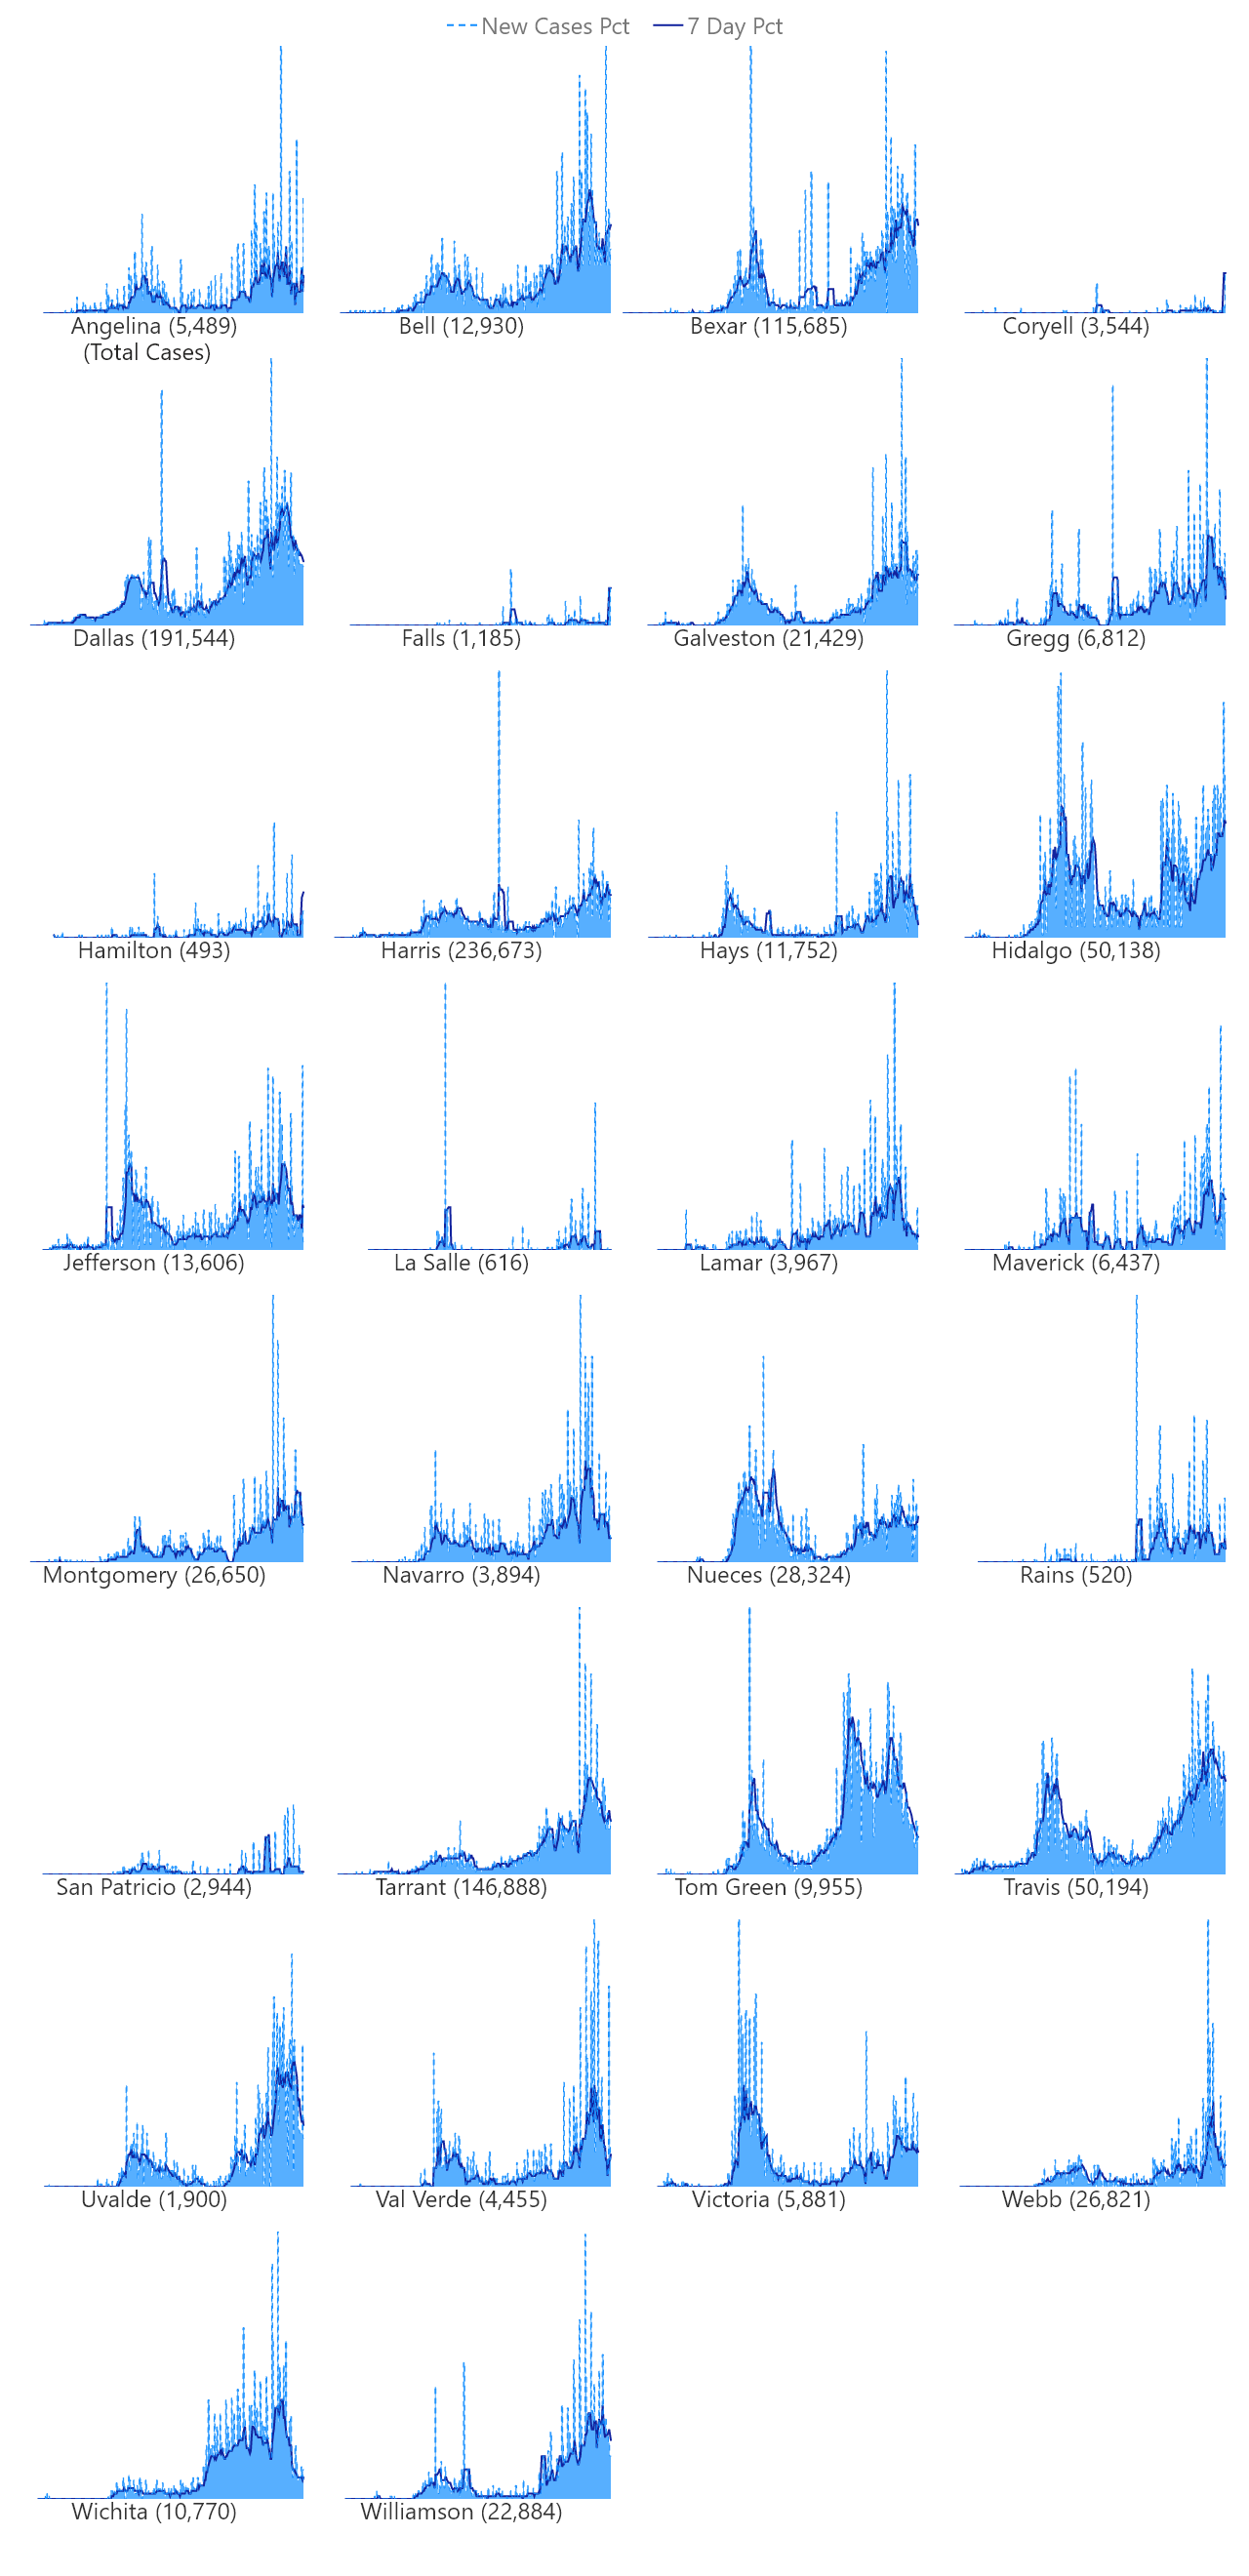 New Cases Pct 7 Day Pct
Angelina (5,489) Bell (12,930) Bexar (115,685) Coryell (3,544)
(Total Cases)
Dallas (191,544) Falls (1,185) Galveston (21,429) Gregg (6,812)
Hamilton (493) Harris (236,673) Hays (11,752) Hidalgo (50,138)
Jefferson (13,606) La Salle (616) Lamar (3,967) Maverick (6,437)
Montgomery (26,650) Navarro (3,894) Nueces (28,324) Rains (520)
San Patricio (2,944) Tarrant (146,888) Tom Green (9,955) Travis (50,194)
Uvalde (1,900) Val Verde (4,455) Victoria (5,881) Webb (26,821)
Wichita (10,770) Williamson (22,884)